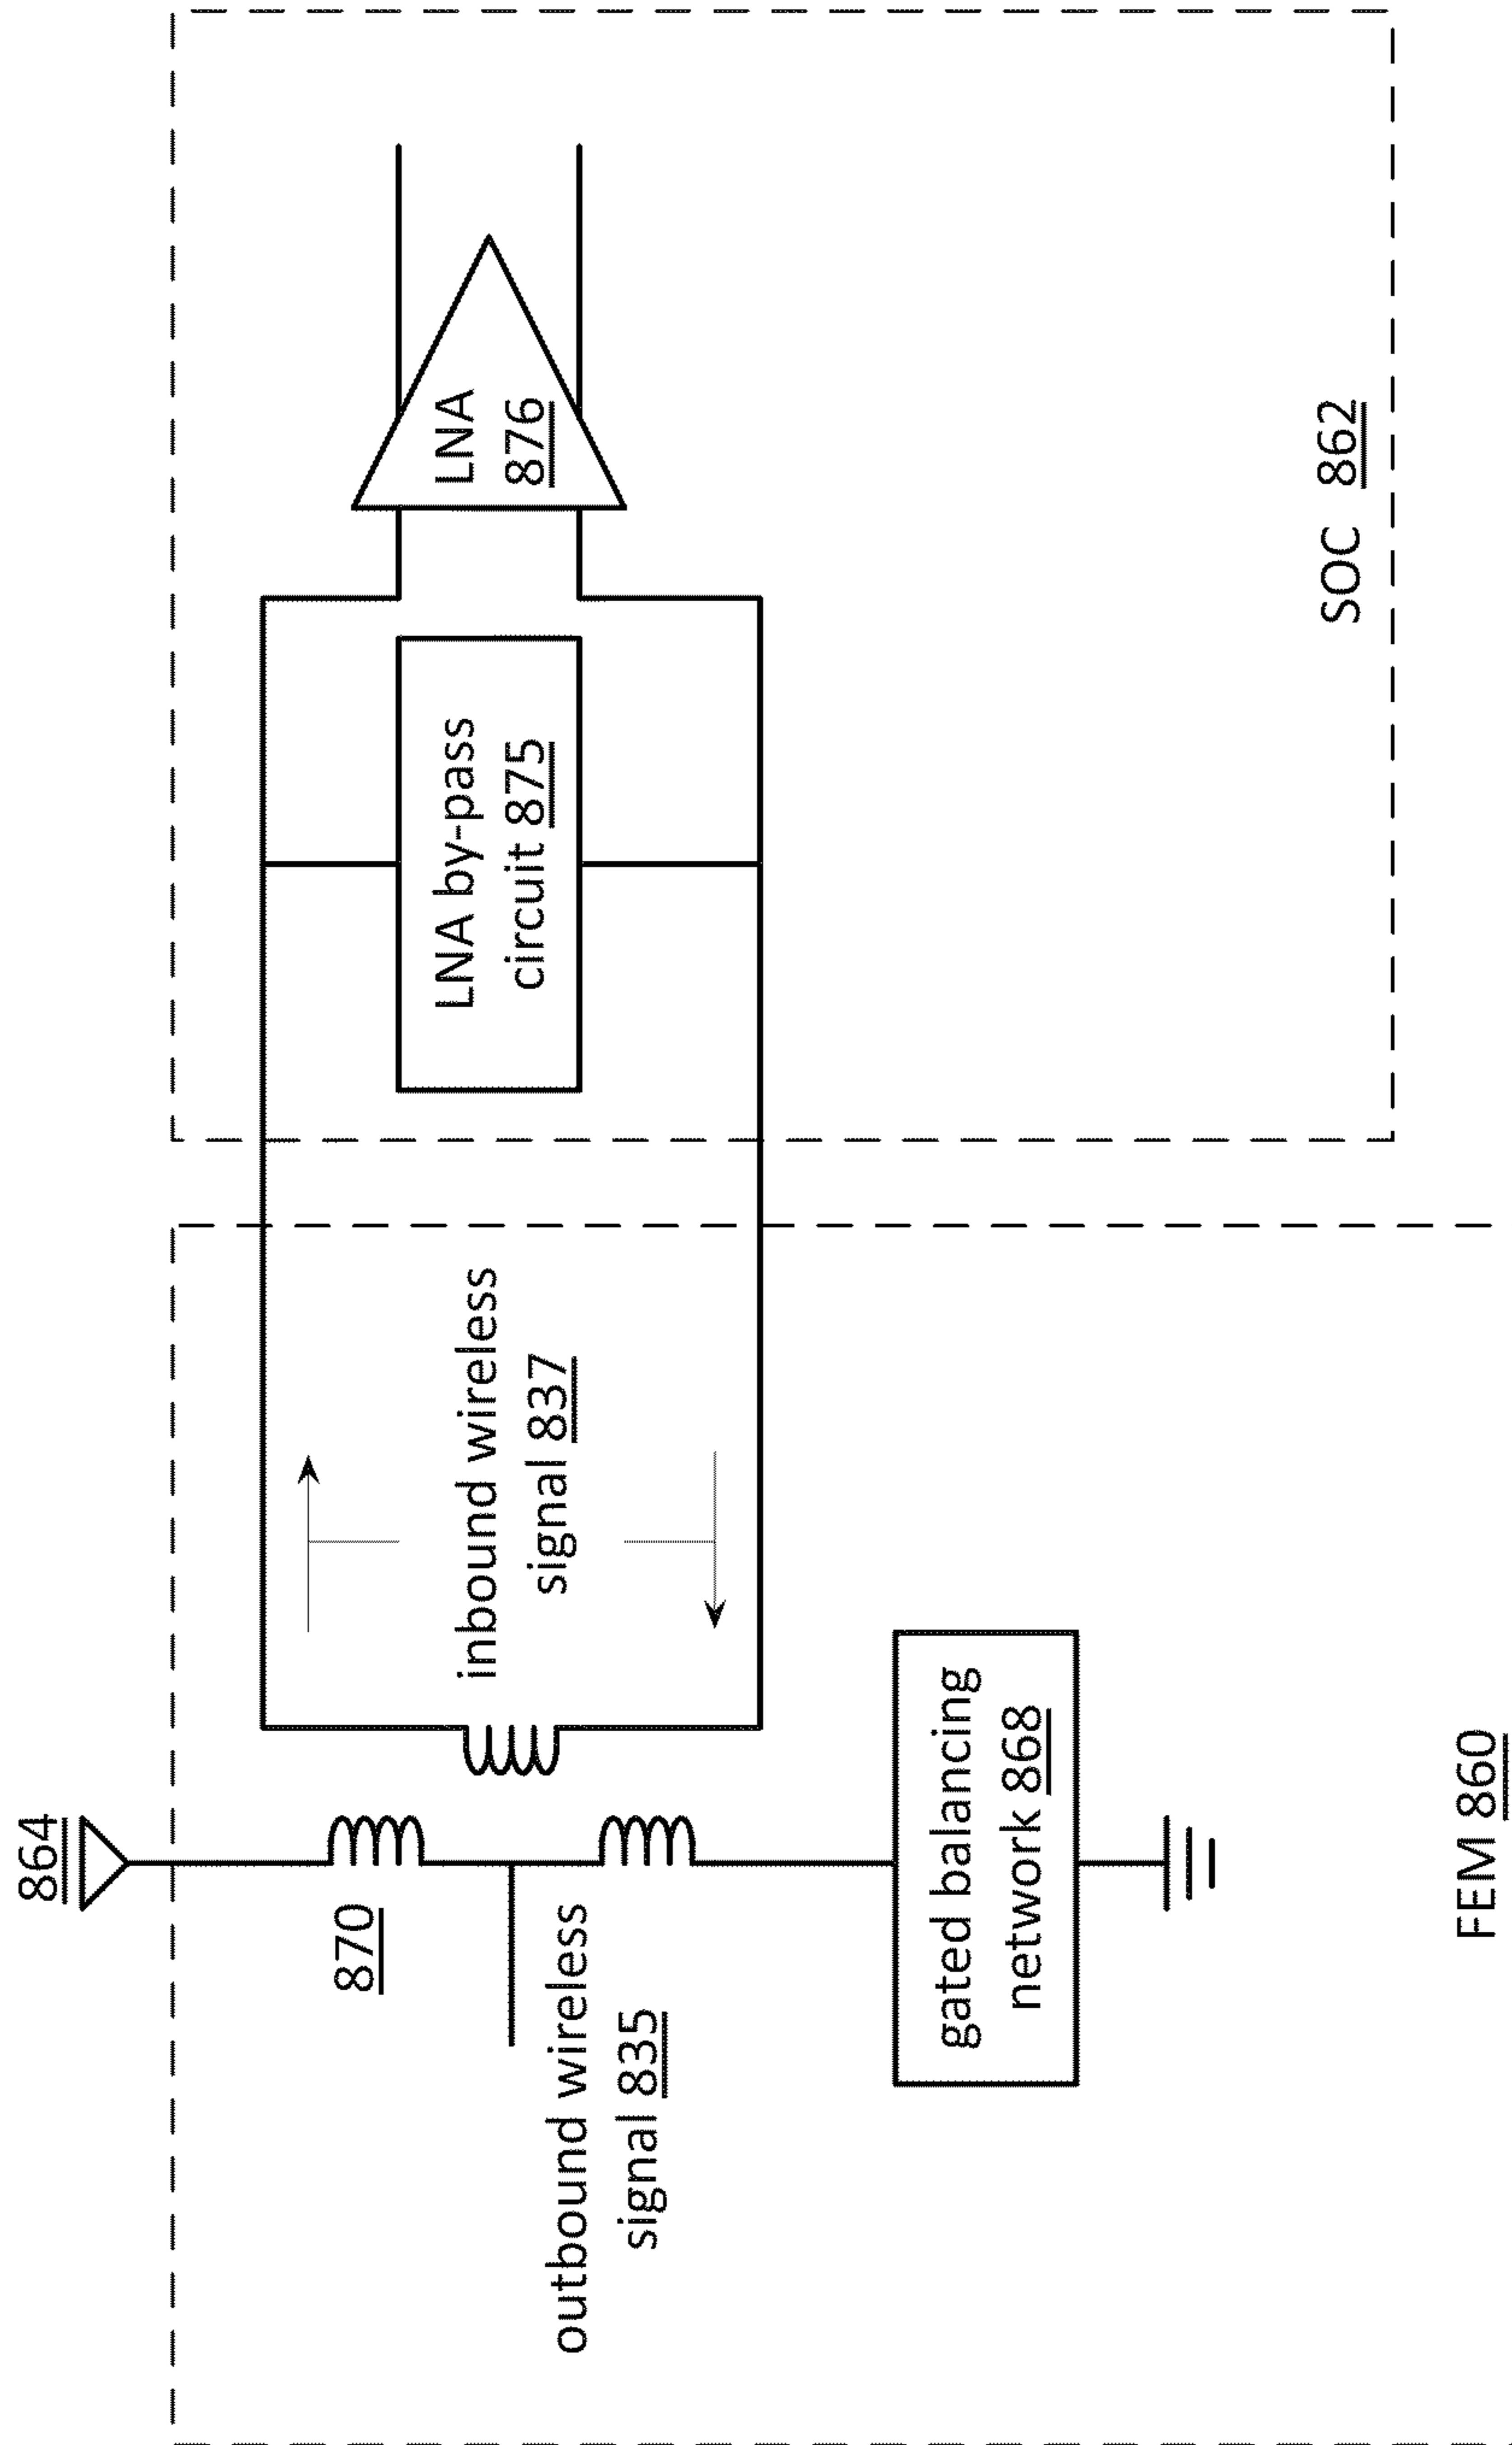 864
870
outbound wireless
signal 835
inbound wireless
signal 837
gated balancing
network 868
FEM 860
LNA by-pass
circuit 875
LNA
876
SOC 862